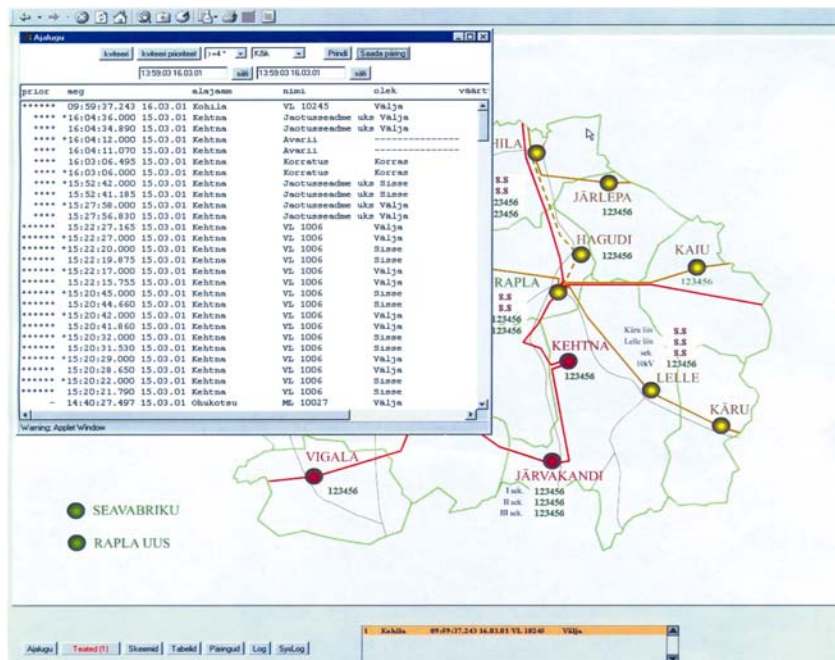 Ajalugu
kviteeri kviteeri prioriteet >=4 * Kõik Prindi Saada päring
13:59:03 16.03.01 säti 13:59:03 16.03.01 säti
prior aeg alajaam nimi olek väärt
****** 09:59:37.243 16.03.01 Kohila VL 10245 Välja
**** *16:04:36.000 15.03.01 Kehtna Jaotusseadme uks Välja
**** 16:04:34.890 15.03.01 Kehtna Jaotusseadme uks Välja
**** *16:04:12.000 15.03.01 Kehtna Avarii --------------
**** 16:04:11.070 15.03.01 Kehtna Avarii --------------
**** 16:03:06.495 15.03.01 Kehtna Korratus Korras
**** *16:03:06.000 15.03.01 Kehtna Korratus Korras
**** *15:52:42.000 15.03.01 Kehtna Jaotusseadme uks Sisse
**** 15:52:41.185 15.03.01 Kehtna Jaotusseadme uks Sisse
**** *15:27:58.000 15.03.01 Kehtna Jaotusseadme uks Välja
**** 15:27:56.830 15.03.01 Kehtna Jaotusseadme uks Välja
****** 15:22:27.165 15.03.01 Kehtna VL 1006 Välja
****** *15:22:27.000 15.03.01 Kehtna VL 1006 Välja
****** *15:22:20.000 15.03.01 Kehtna VL 1006 Sisse
****** 15:22:19.875 15.03.01 Kehtna VL 1006 Sisse
****** *15:22:17.000 15.03.01 Kehtna VL 1006 Välja
****** 15:22:15.755 15.03.01 Kehtna VL 1006 Välja
****** *15:20:45.000 15.03.01 Kehtna VL 1006 Sisse
****** 15:20:44.660 15.03.01 Kehtna VL 1006 Sisse
****** *15:20:42.000 15.03.01 Kehtna VL 1006 Välja
****** 15:20:41.860 15.03.01 Kehtna VL 1006 Välja
****** *15:20:32.000 15.03.01 Kehtna VL 1006 Sisse
****** 15:20:31.530 15.03.01 Kehtna VL 1006 Sisse
****** *15:20:29.000 15.03.01 Kehtna VL 1006 Välja
****** 15:20:28.650 15.03.01 Kehtna VL 1006 Välja
****** *15:20:22.000 15.03.01 Kehtna VL 1006 Sisse
****** 15:20:21.790 15.03.01 Kehtna VL 1006 Sisse
- 14:40:27.497 15.03.01 Ohukotsu ML 10027 Välja
Warning: Applet Window
HILA
S.S
S.S
123456
123456
JÄRLEPA
123456
HAGUDI
123456
KAIU
123456
RAPLA
S.S
S.S
123456
123456
KEHTNA
123456
Käru liin S.S
Lelle liin S.S
sek. S.S
10kV 123456
LELLE
KÄRU
VIGALA
123456
JÄRVAKANDI
I sek. 123456
II sek. 123456
III sek. 123456
SEAVABRIKU
RAPLA UUS
1 Kohila 09:59:37.243 16.03.01 VL 10245 Välja
Ajalugu Teated (1) Skeemid Tabelid Päringud Log SysLog